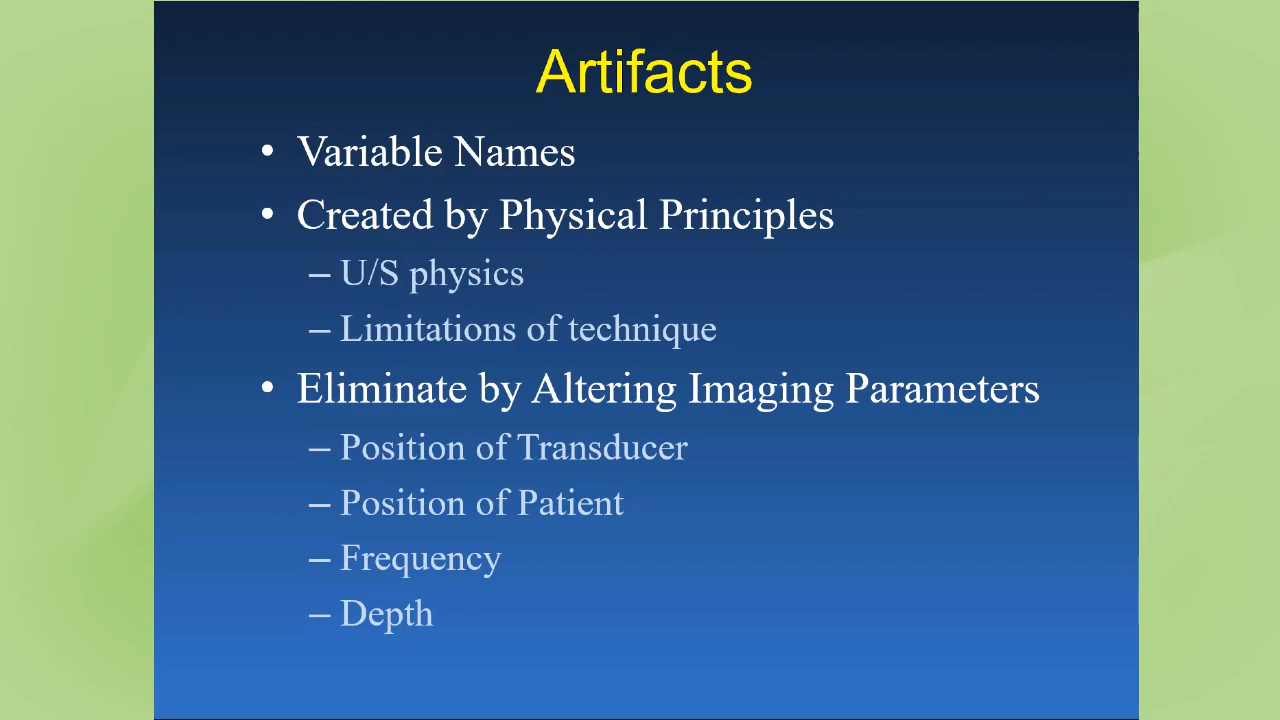 Artifacts
• Variable Names
• Created by Physical Principles
– U/S physics
– Limitations of technique
• Eliminate by Altering Imaging Parameters
– Position of Transducer
– Position of Patient
– Frequency
– Depth